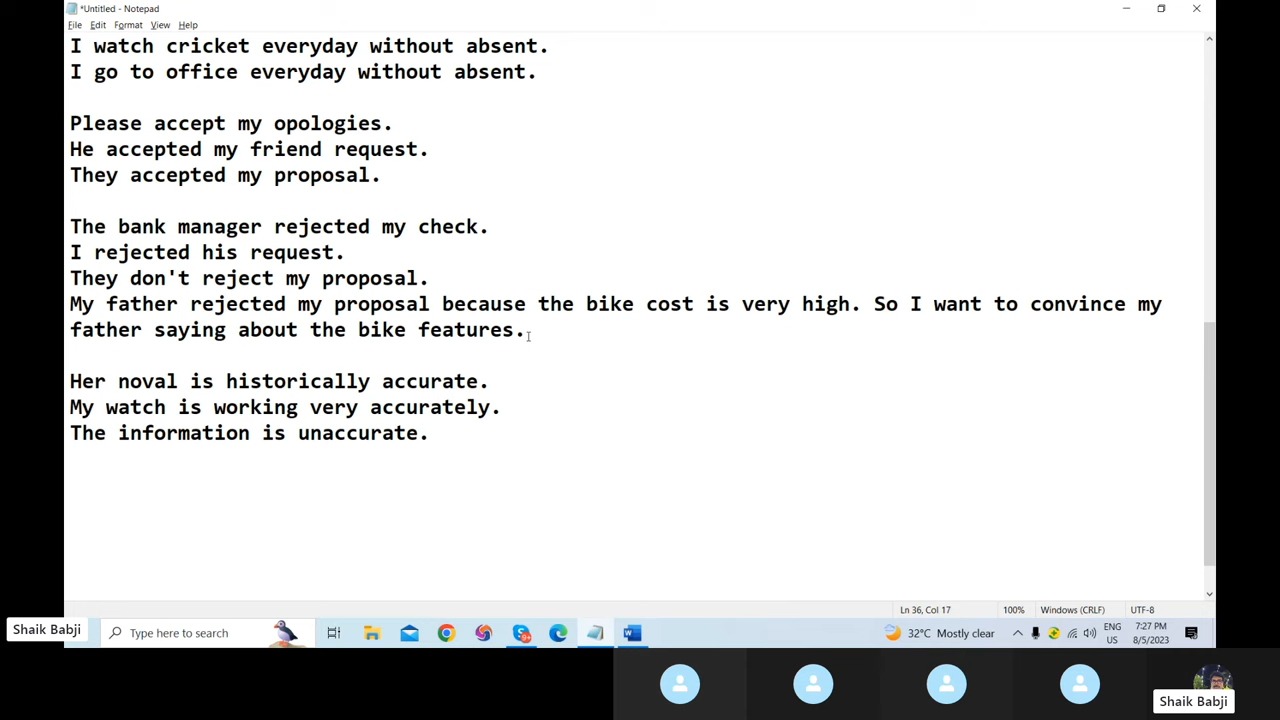 *Untitled - Notepad
File Edit Format View Help
I watch cricket everyday without absent.
I go to office everyday without absent.
Please accept my opologies.
He accepted my friend request.
They accepted my proposal.
The bank manager rejected my check.
I rejected his request.
They don't reject my proposal.
My father rejected my proposal because the bike cost is very high. So I want to convince my
father saying about the bike features.
Her noval is historically accurate.
My watch is working very accurately.
The information is unaccurate.
Ln 36, Col 17 100% Windows (CRLF) UTF-8
Shaik Babji
Type here to search
32°C Mostly clear
ENG
US
7:27 PM
8/5/2023
Shaik Babji